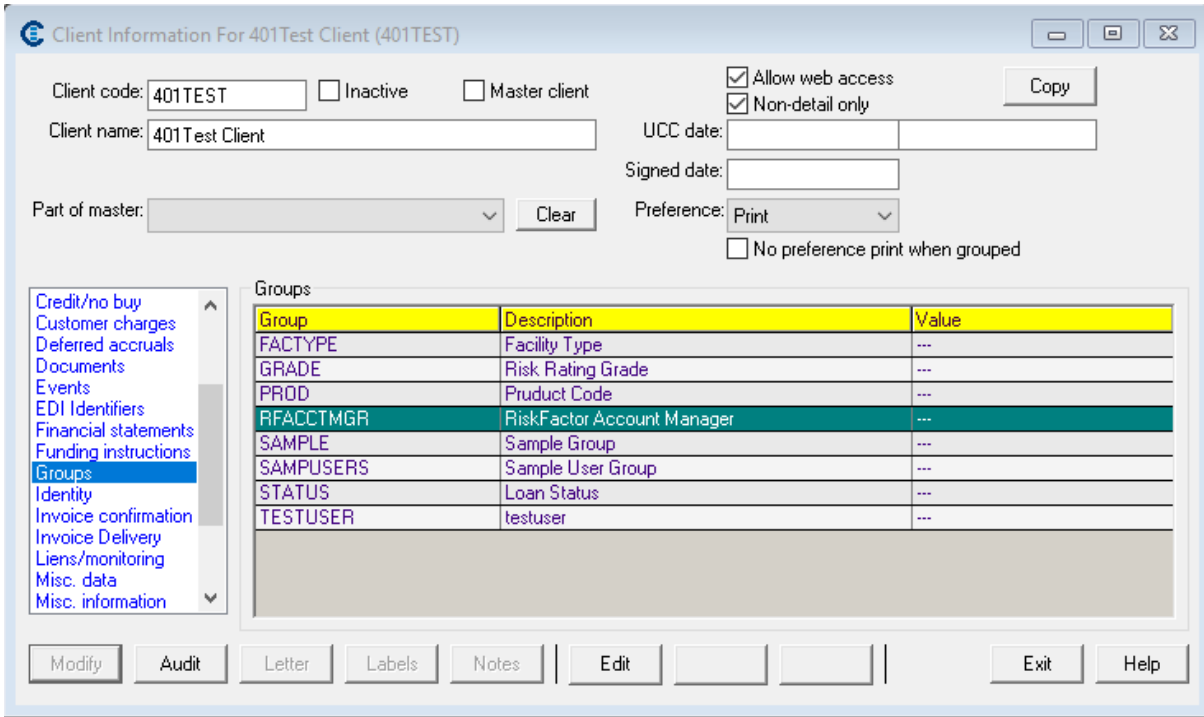 Client Information For 401Test Client (401TEST)
Client code: 401TEST Inactive Master client Allow web access Copy
Non-detail only
Client name: 401Test Client UCC date:
Signed date:
Part of master: Clear Preference: Print
No preference print when grouped
Credit/no buy
Customer charges
Deferred accruals
Documents
Events
EDI Identifiers
Financial statements
Funding instructions
Groups
Identity
Invoice confirmation
Invoice Delivery
Liens/monitoring
Misc. data
Misc. information
Groups
Group Description Value
FACTYPE Facility Type ---
GRADE Risk Rating Grade ---
PROD Pruduct Code ---
RFACCTMGR RiskFactor Account Manager ---
SAMPLE Sample Group ---
SAMPUSERS Sample User Group ---
STATUS Loan Status ---
TESTUSER testuser ---
Modify Audit Letter Labels Notes Edit Exit Help